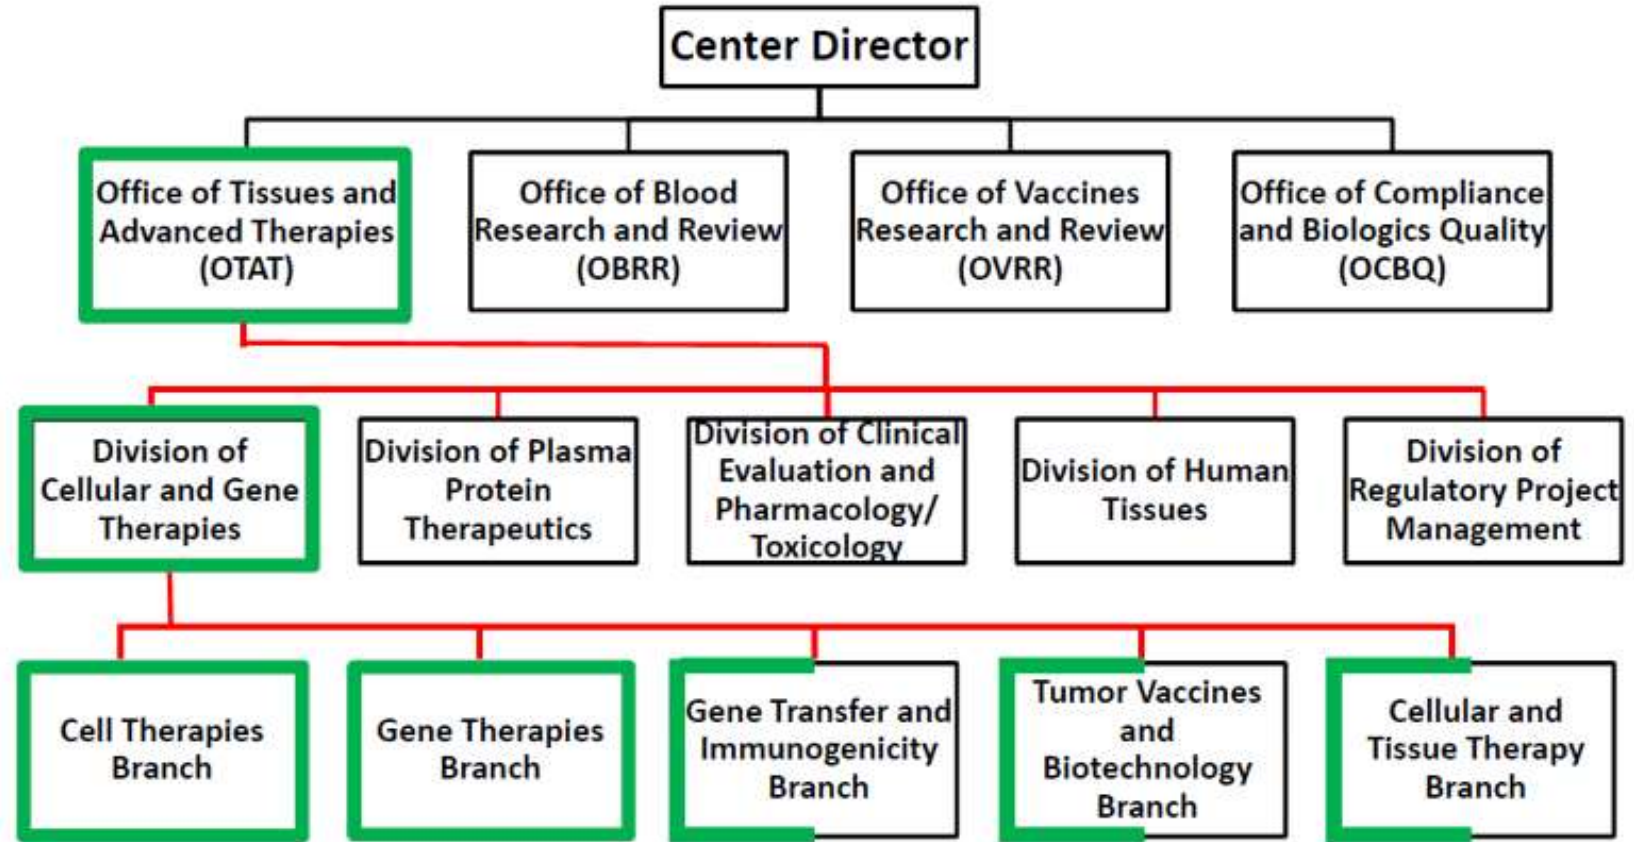 Center Director
Office of Tissues and
Advanced Therapies
(OTAT)
Office of Blood
Research and Review
(OBRR)
Office of Vaccines
Research and Review
(OVRR)
Office of Compliance
and Biologics Quality
(OCBQ)
Division of
Cellular and Gene
Therapies
Division of Plasma
Protein
Therapeutics
Division of Clinical
Evaluation and
Pharmacology/
Toxicology
Division of Human
Tissues
Division of
Regulatory Project
Management
Cell Therapies
Branch
Gene Therapies
Branch
Gene Transfer and
Immunogenicity
Branch
Tumor Vaccines
and
Biotechnology
Branch
Cellular and
Tissue Therapy
Branch